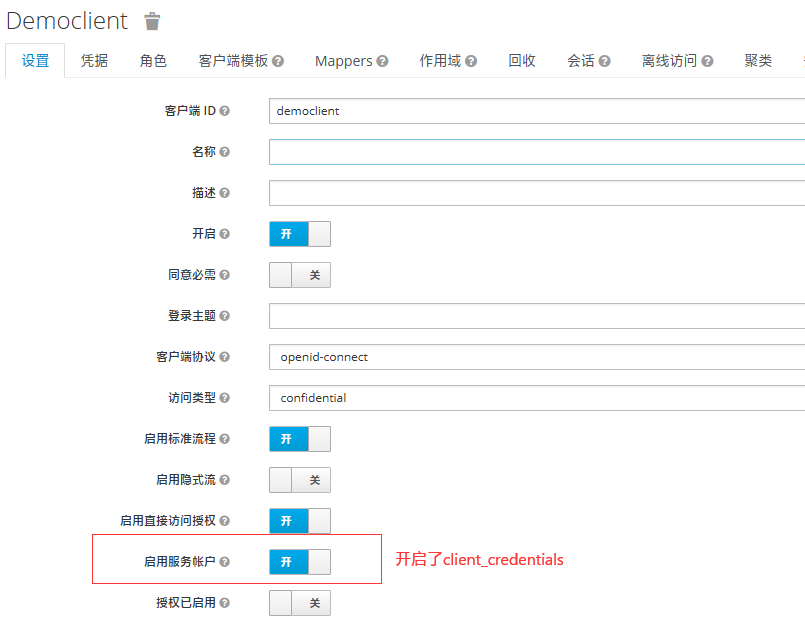 Democlient
设置 凭据 角色 客户端模板 Mappers 作用域 回收 会话 离线访问 聚类
客户端 ID democlient
名称
描述
开启 开
同意必需 关
登录主题
客户端协议 openid-connect
访问类型 confidential
启用标准流程 开
启用隐式流 关
启用直接访问授权 开
启用服务帐户 开 开启了client_credentials
授权已启用 关